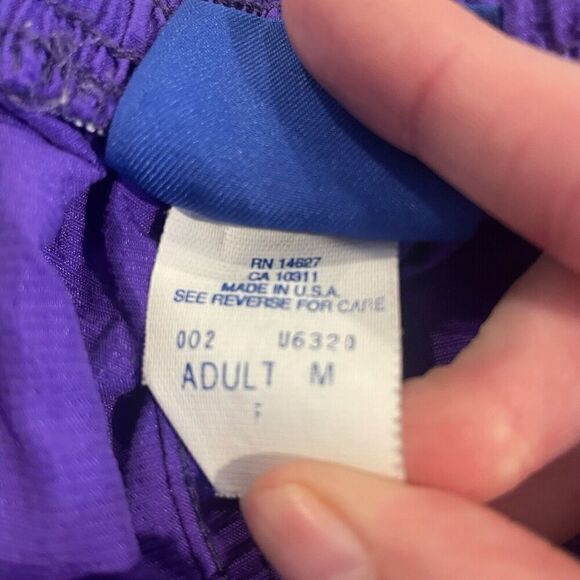 RN 14627
CA 10311
MADE IN U.S.A.
SEE REVERSE FOR CARE
002 U6320
ADULT M